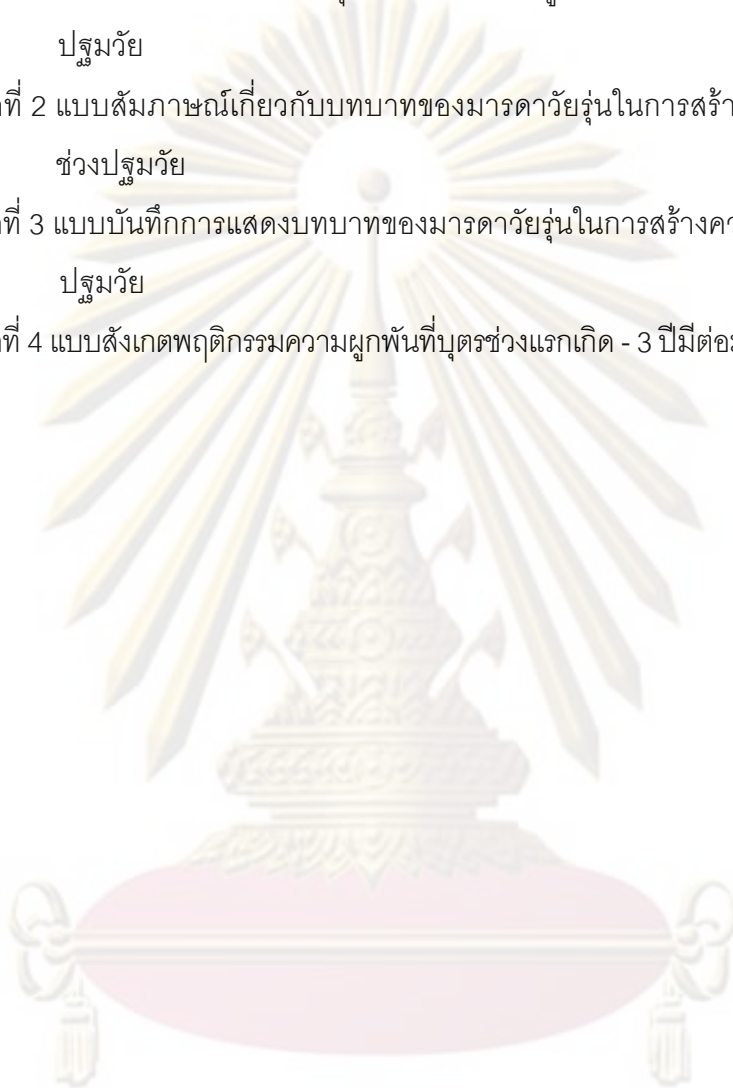 ปฐมวัย
ที่ 2 แบบสัมภาษณ์เกี่ยวกับบทบาทของมารดาวัยรุ่นในการสร้า
ช่วงปฐมวัย
ที่ 3 แบบบันทึกการแสดงบทบาทของมารดาวัยรุ่นในการสร้างคว
ปฐมวัย
ที่ 4 แบบสังเกตพฤติกรรมความผูกพันที่บุตรช่วงแรกเกิด - 3 ปีมีต่อ